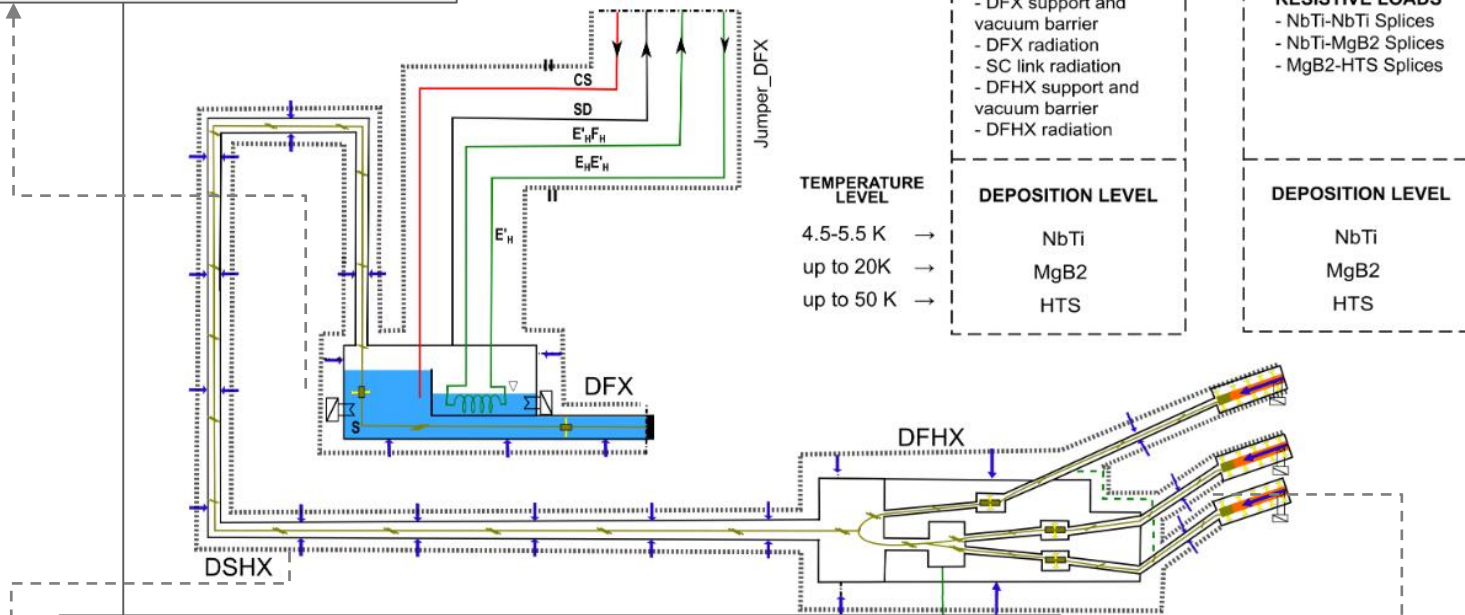 - DFX support and
vacuum barrier
- DFX radiation
- SC link radiation
- DFHX support and
vacuum barrier
- DFHX radiation
RESISTIVE LOADS
- NbTi-NbTi Splices
- NbTi-MgB2 Splices
- MgB2-HTS Splices
CS
SD
E'HFH
EHE'H
E'H
Jumper_DFX
TEMPERATURE
LEVEL
DEPOSITION LEVEL
DEPOSITION LEVEL
4.5-5.5 K →
NbTi
NbTi
up to 20K →
MgB2
MgB2
up to 50 K →
HTS
HTS
DFX
S
DFHX
DSHX